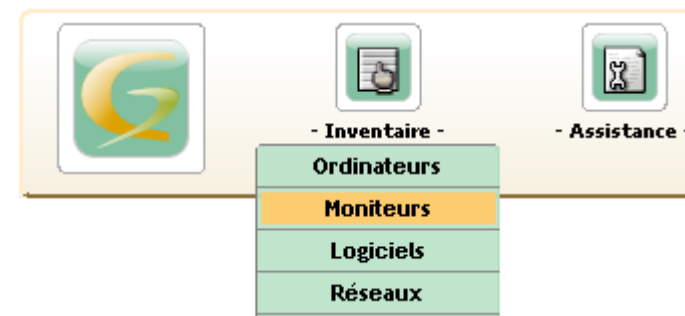 - Inventaire -
- Assistance -
Ordinateurs
Moniteurs
Logiciels
Réseaux